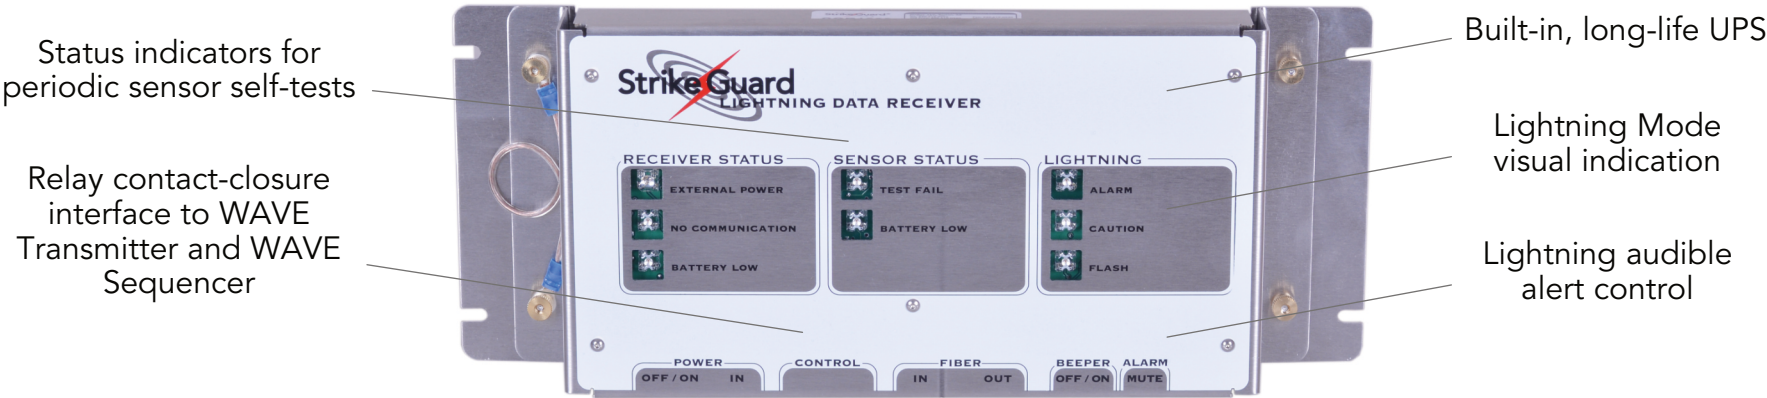 Status indicators for
periodic sensor self-tests
Relay contact-closure
interface to WAVE
Transmitter and WAVE
Sequencer
StrikeGuard
LIGHTNING DATA RECEIVER
RECEIVER STATUS
EXTERNAL POWER
NO COMMUNICATION
BATTERY LOW
SENSOR STATUS
TEST FAIL
BATTERY LOW
LIGHTNING
ALARM
CAUTION
FLASH
POWER
OFF / ON IN
CONTROL
FIBER
IN OUT
BEEPER
OFF / ON
ALARM
MUTE
Built-in, long-life UPS
Lightning Mode
visual indication
Lightning audible
alert control